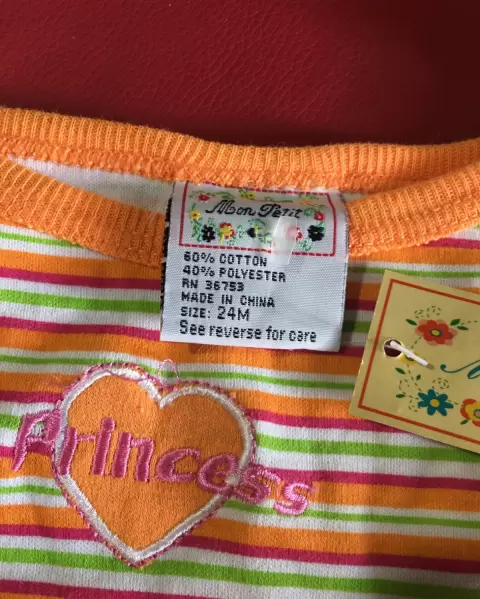 Mon Petit
60% COTTON
40% POLYESTER
RN 36753
MADE IN CHINA
SIZE: 24M
See reverse for care
Princess
M